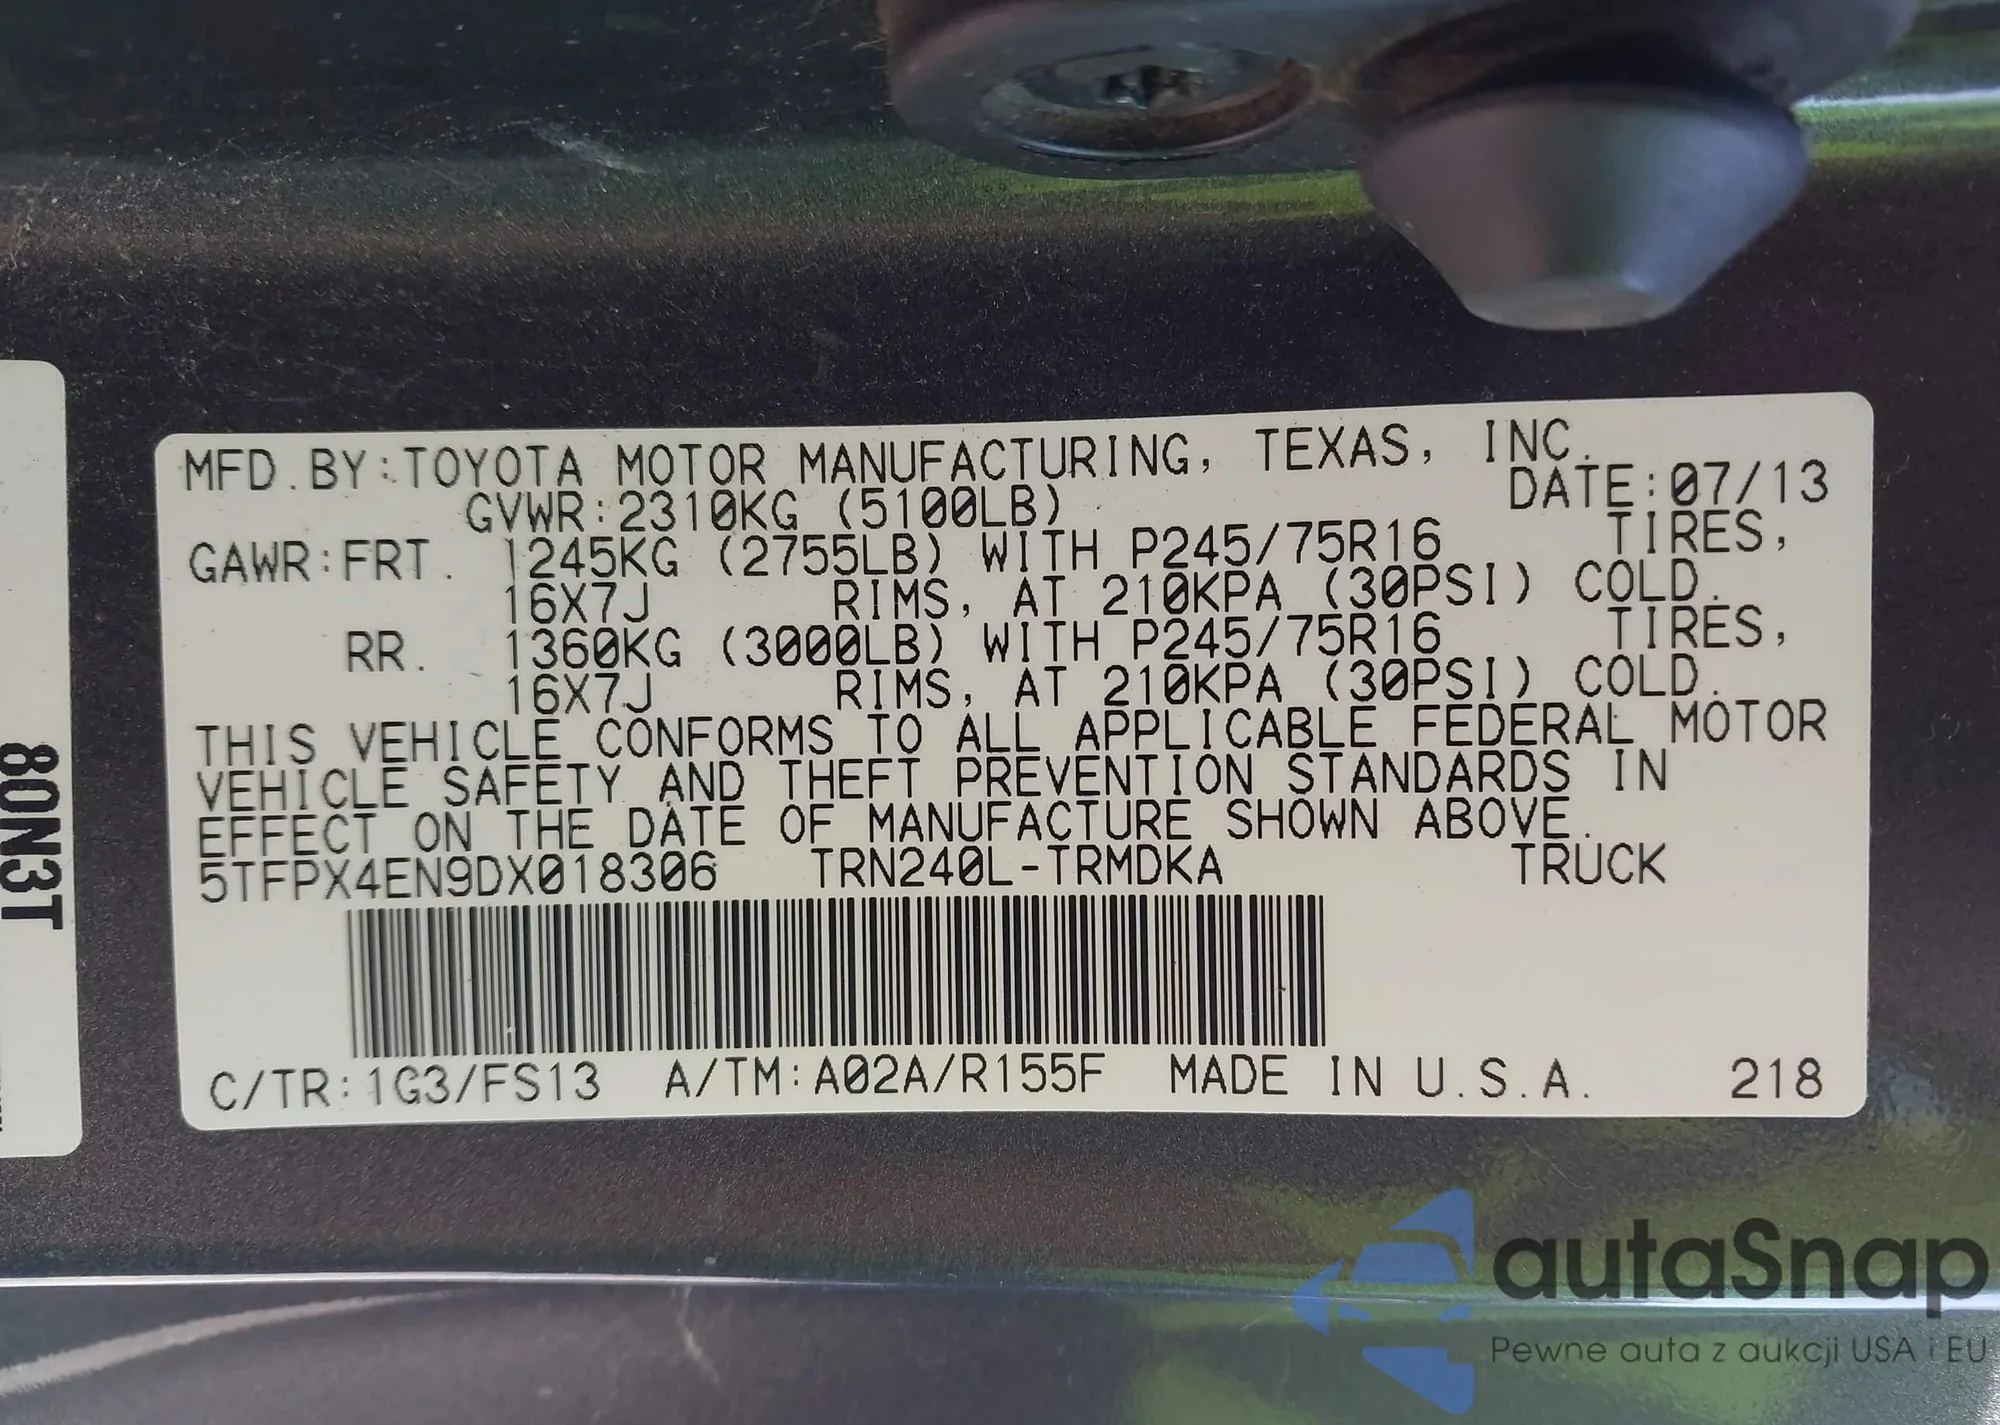 MFD.BY:TOYOTA MOTOR MANUFACTURING, TEXAS, INC.
GVWR:2310KG (5100LB) DATE:07/13
GAWR:FRT. 1245KG (2755LB) WITH P245/75R16 TIRES,
16X7J RIMS, AT 210KPA (30PSI) COLD.
RR. 1360KG (3000LB) WITH P245/75R16 TIRES,
16X7J RIMS, AT 210KPA (30PSI) COLD.
THIS VEHICLE CONFORMS TO ALL APPLICABLE FEDERAL MOTOR
VEHICLE SAFETY AND THEFT PREVENTION STANDARDS IN
EFFECT ON THE DATE OF MANUFACTURE SHOWN ABOVE.
5TFPX4EN9DX018306 TRN240L-TRMDKA TRUCK
C/TR:1G3/FS13 A/TM:A02A/R155F MADE IN U.S.A. 218
80N3T
autaSnap
Pewne auta z aukcji USA i EU